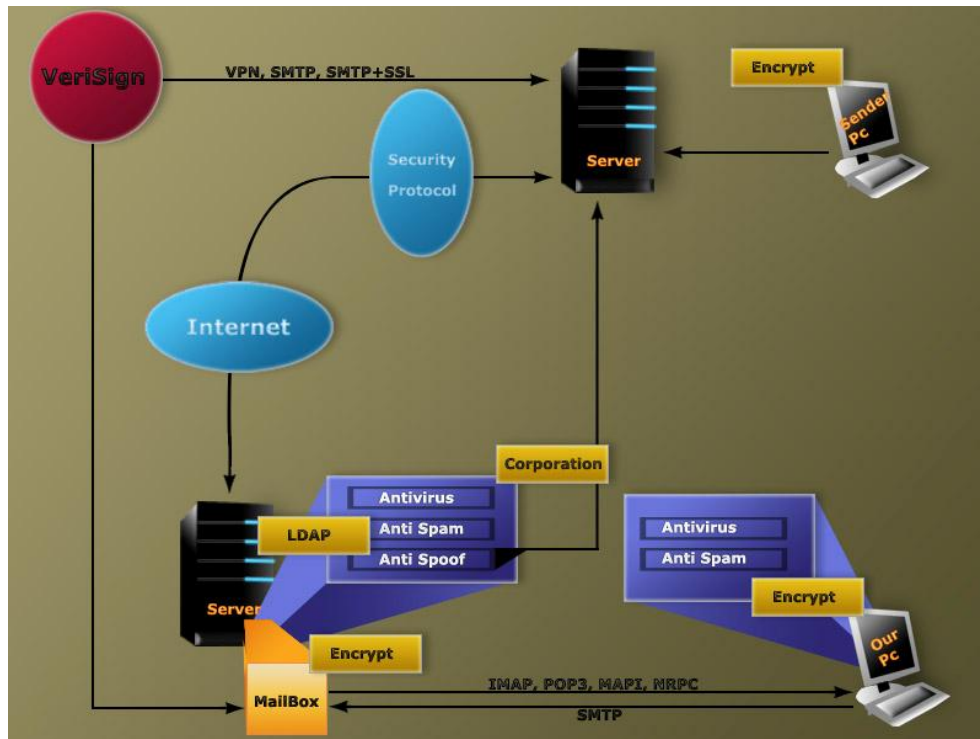 VeriSign
VPN, SMTP, SMTP+SSL
Encrypt
Sender
Pc
Server
Security
Protocol
Internet
Corporation
Antivirus
Anti Spam
Anti Spoof
LDAP
Server
Antivirus
Anti Spam
Encrypt
Our
Pc
Encrypt
MailBox
IMAP, POP3, MAPI, NRPC
SMTP